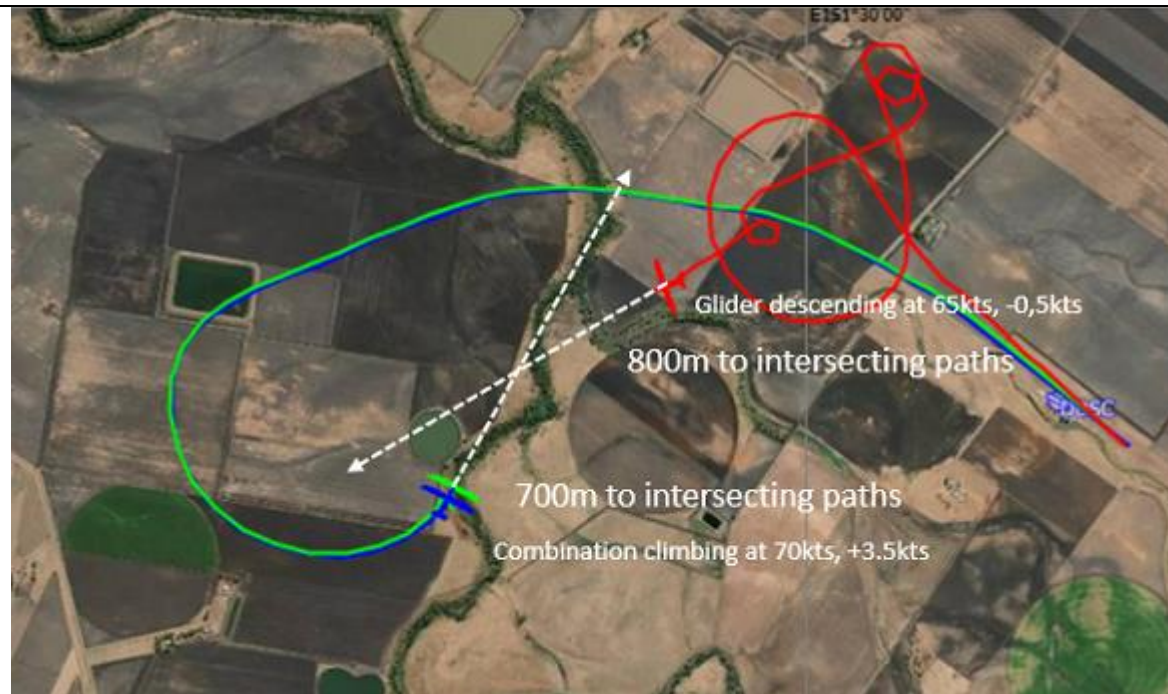 E151°30'00
Glider descending at 65kts, -0,5kts
800m to intersecting paths
700m to intersecting paths
Combination climbing at 70kts, +3.5kts